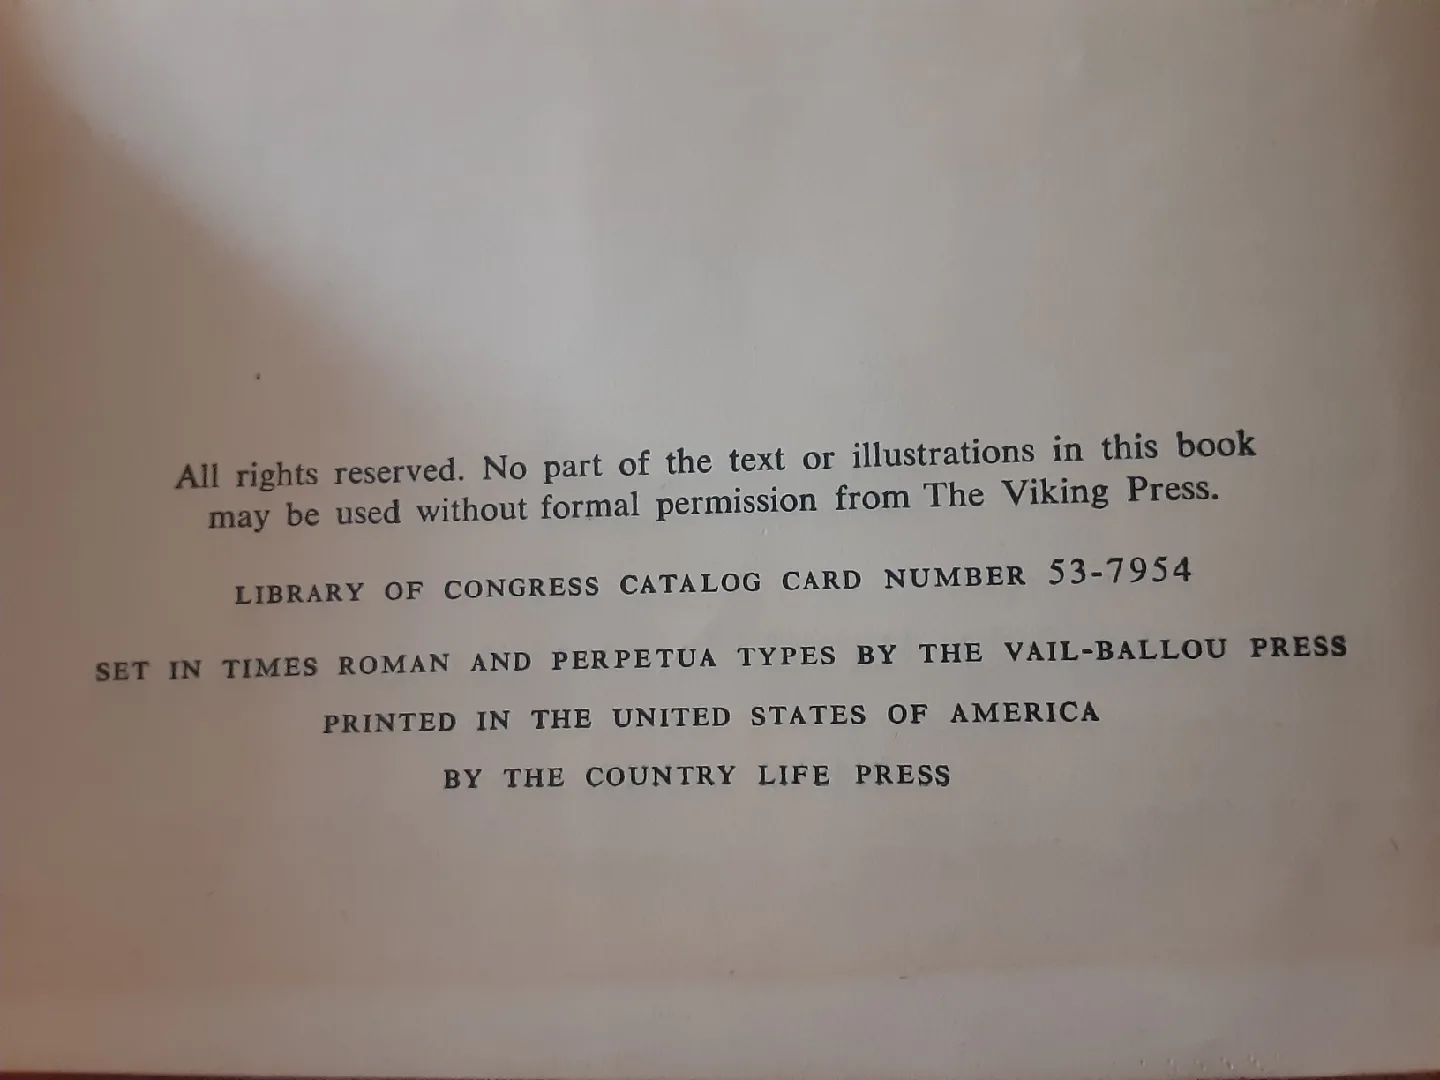 All rights reserved. No part of the text or illustrations in this book
may be used without formal permission from The Viking Press.
LIBRARY OF CONGRESS CATALOG CARD NUMBER 53-7954
SET IN TIMES ROMAN AND PERPETUA TYPES BY THE VAIL-BALLOU PRESS
PRINTED IN THE UNITED STATES OF AMERICA
BY THE COUNTRY LIFE PRESS